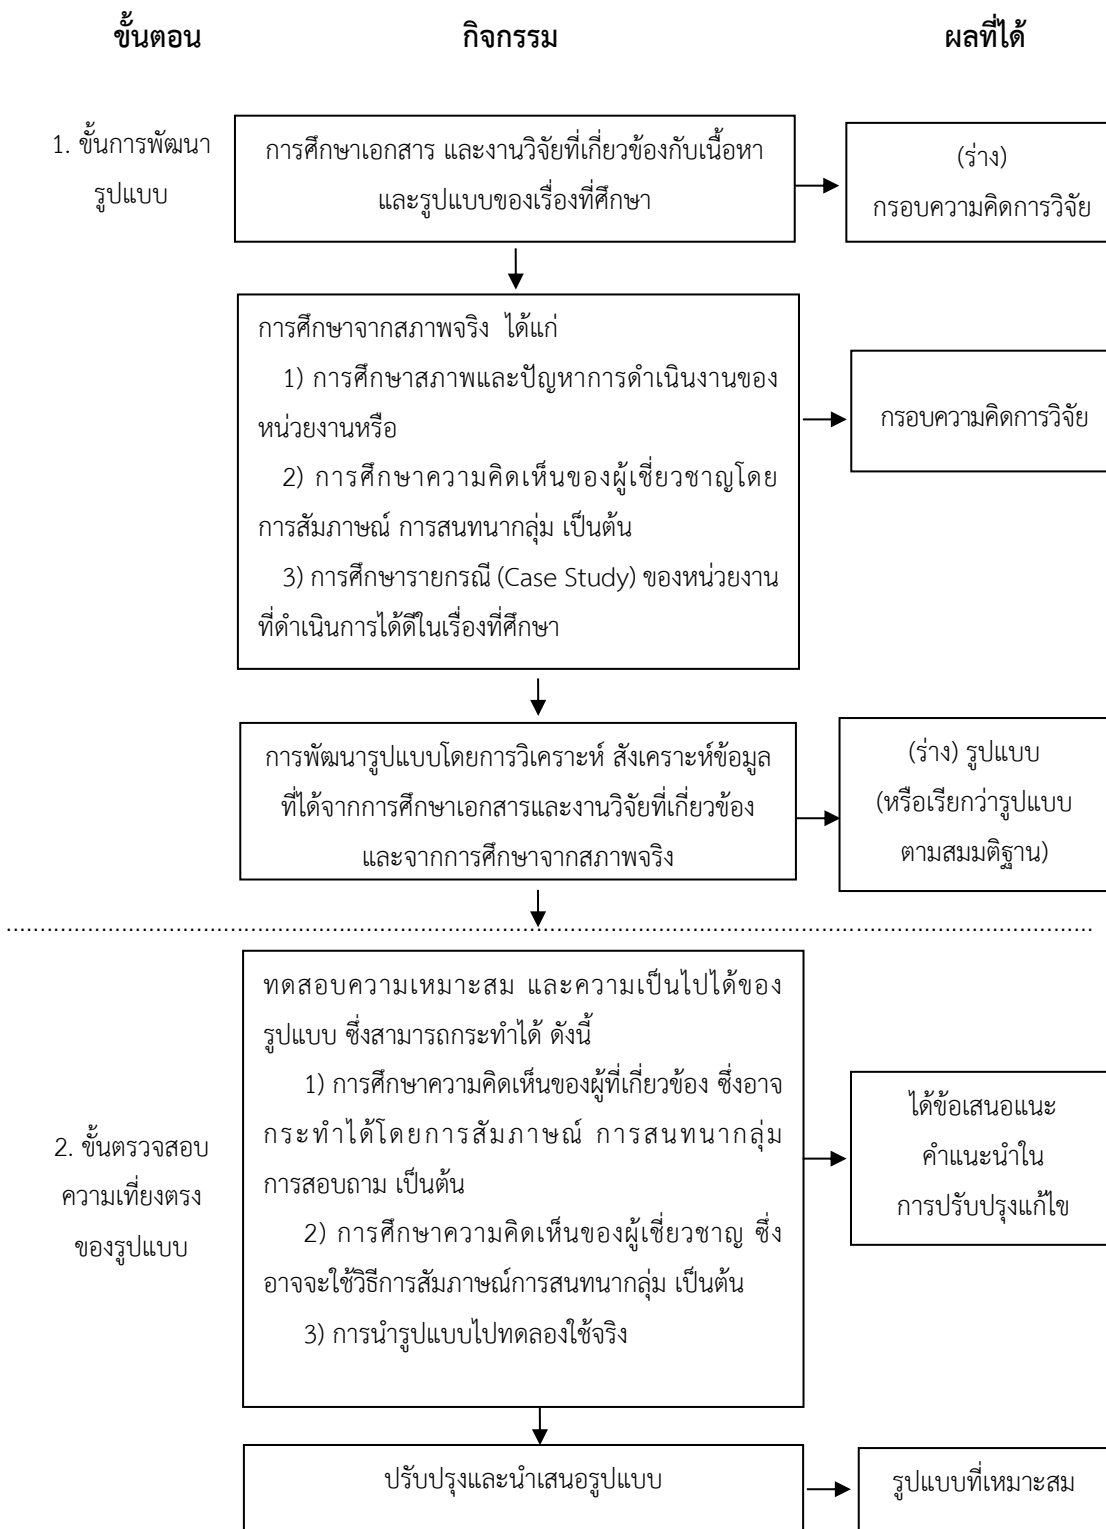 ขั้นตอน กิจกรรม ผลที่ได้
1. ขั้นการพัฒนา
รูปแบบ
การศึกษาเอกสาร และงานวิจัยที่เกี่ยวข้องกับเนื้อหา
และรูปแบบของเรื่องที่ศึกษา
(ร่าง)
กรอบความคิดการวิจัย
การศึกษาจากสภาพจริง ได้แก่
1) การศึกษาสภาพและปัญหาการดำเนินงานของ
หน่วยงานหรือ
2) การศึกษาความคิดเห็นของผู้เชี่ยวชาญโดย
การสัมภาษณ์ การสนทนากลุ่ม เป็นต้น
3) การศึกษารายกรณี (Case Study) ของหน่วยงาน
ที่ดำเนินการได้ดีในเรื่องที่ศึกษา
กรอบความคิดการวิจัย
การพัฒนารูปแบบโดยการวิเคราะห์ สังเคราะห์ข้อมูล
ที่ได้จากการศึกษาเอกสารและงานวิจัยที่เกี่ยวข้อง
และจากการศึกษาจากสภาพจริง
(ร่าง) รูปแบบ
(หรือเรียกว่ารูปแบบ
ตามสมมติฐาน)
2. ขั้นตรวจสอบ
ความเที่ยงตรง
ของรูปแบบ
ทดสอบความเหมาะสม และความเป็นไปได้ของ
รูปแบบ ซึ่งสามารถกระทำได้ ดังนี้
1) การศึกษาความคิดเห็นของผู้ที่เกี่ยวข้อง ซึ่งอาจ
กระทำได้โดยการสัมภาษณ์ การสนทนากลุ่ม
การสอบถาม เป็นต้น
2) การศึกษาความคิดเห็นของผู้เชี่ยวชาญ ซึ่ง
อาจจะใช้วิธีการสัมภาษณ์การสนทนากลุ่ม เป็นต้น
3) การนำรูปแบบไปทดลองใช้จริง
ได้ข้อเสนอแนะ
คำแนะนำใน
การปรับปรุงแก้ไข
ปรับปรุงและนำเสนอรูปแบบ
รูปแบบที่เหมาะสม